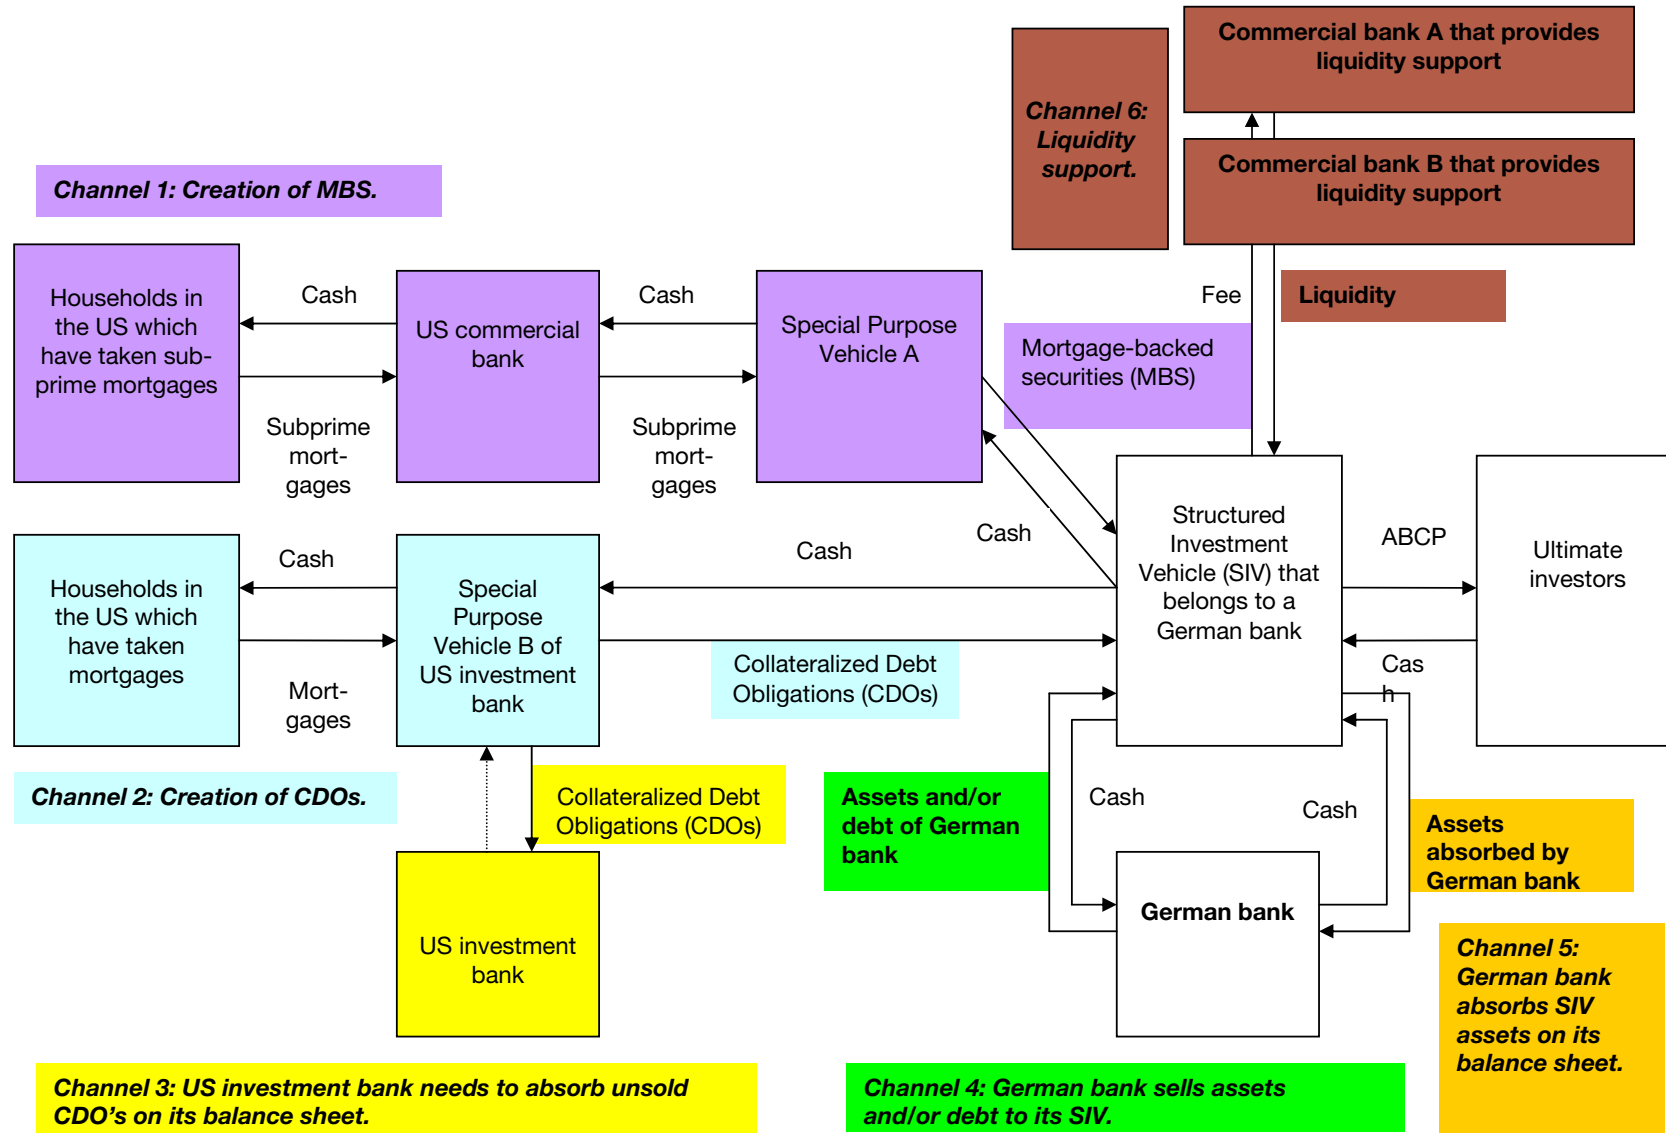 Commercial bank A that provides
liquidity support
Channel 6:
Liquidity
support.
Commercial bank B that provides
liquidity support
Channel 1: Creation of MBS.
Households in
the US which
have taken sub-
prime mortgages
Cash
US commercial
bank
Cash
Special Purpose
Vehicle A
Fee
Liquidity
Mortgage-backed
securities (MBS)
Subprime
mort-
gages
Subprime
mort-
gages
Cash
Structured
Investment
Vehicle (SIV) that
belongs to a
German bank
ABCP
Ultimate
investors
Cas
h
Households in
the US which
have taken
mortgages
Cash
Mort-
gages
Special
Purpose
Vehicle B of
US investment
bank
Cash
Collateralized Debt
Obligations (CDOs)
Channel 2: Creation of CDOs.
Collateralized Debt
Obligations (CDOs)
US investment
bank
Assets and/or
debt of German
bank
Cash
Cash
Assets
absorbed by
German bank
German bank
Channel 5:
German bank
absorbs SIV
assets on its
balance sheet.
Channel 3: US investment bank needs to absorb unsold
CDO’s on its balance sheet.
Channel 4: German bank sells assets
and/or debt to its SIV.